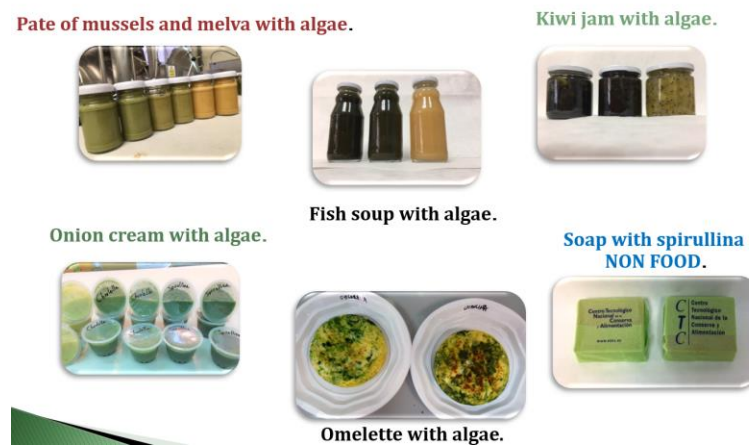 Pate of mussels and melva with algae.
Kiwi jam with algae.
Fish soup with algae.
Onion cream with algae.
Soap with spirullina
NON FOOD.
Centro Tecnológico
Nacional de la
Conserva
y Alimentación
CTC
Centro
Tecnológico
Nacional de la
Conserva y
Alimentación
Omelette with algae.